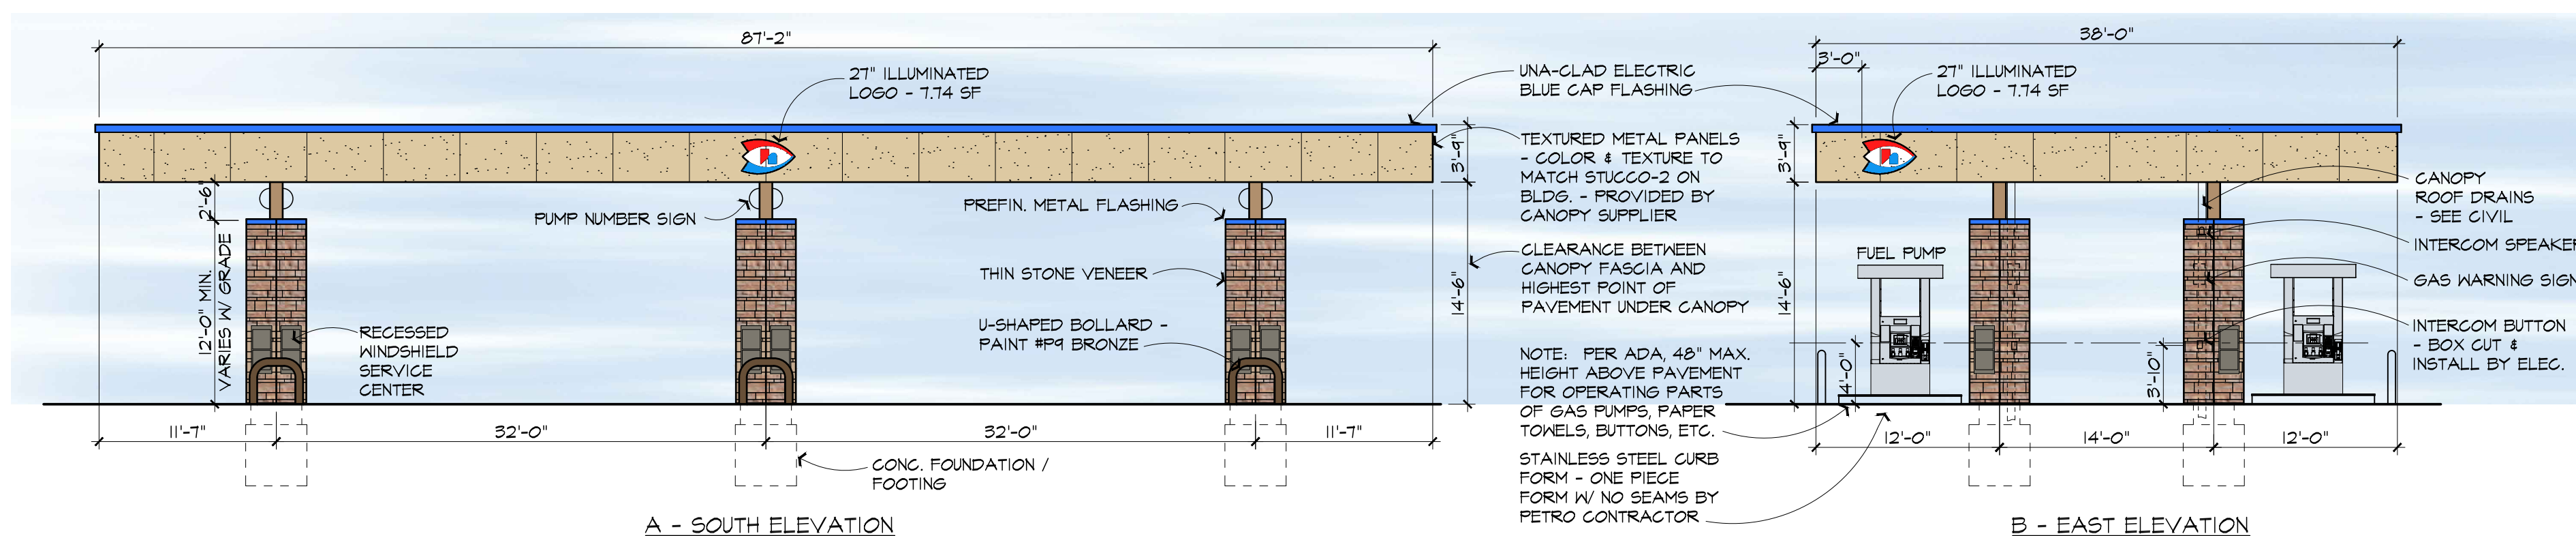 87'-2"
27" ILLUMINATED
LOGO - 7.74 SF
2'-6"
12'-0" MIN.
VARIES W/ GRADE
PUMP NUMBER SIGN
PREFIN. METAL FLASHING
THIN STONE VENEER
U-SHAPED BOLLARD -
PAINT #P9 BRONZE
RECESSED
WINDSHIELD
SERVICE
CENTER
11'-7"
32'-0"
32'-0"
11'-7"
CONC. FOUNDATION /
FOOTING
A - SOUTH ELEVATION
3'-9"
14'-6"
UNA-CLAD ELECTRIC
BLUE CAP FLASHING
TEXTURED METAL PANELS
- COLOR & TEXTURE TO
MATCH STUCCO-2 ON
BLDG. - PROVIDED BY
CANOPY SUPPLIER
CLEARANCE BETWEEN
CANOPY FASCIA AND
HIGHEST POINT OF
PAVEMENT UNDER CANOPY
NOTE: PER ADA, 48" MAX.
HEIGHT ABOVE PAVEMENT
FOR OPERATING PARTS
OF GAS PUMPS, PAPER
TOWELS, BUTTONS, ETC.
STAINLESS STEEL CURB
FORM - ONE PIECE
FORM W/ NO SEAMS BY
PETRO CONTRACTOR
38'-0"
3'-0"
27" ILLUMINATED
LOGO - 7.74 SF
3'-9"
14'-6"
FUEL PUMP
4'-0"
3'-10"
CANOPY
ROOF DRAINS
- SEE CIVIL
INTERCOM SPEAKER
GAS WARNING SIGN
INTERCOM BUTTON
- BOX CUT &
INSTALL BY ELEC.
12'-0"
14'-0"
12'-0"
B - EAST ELEVATION